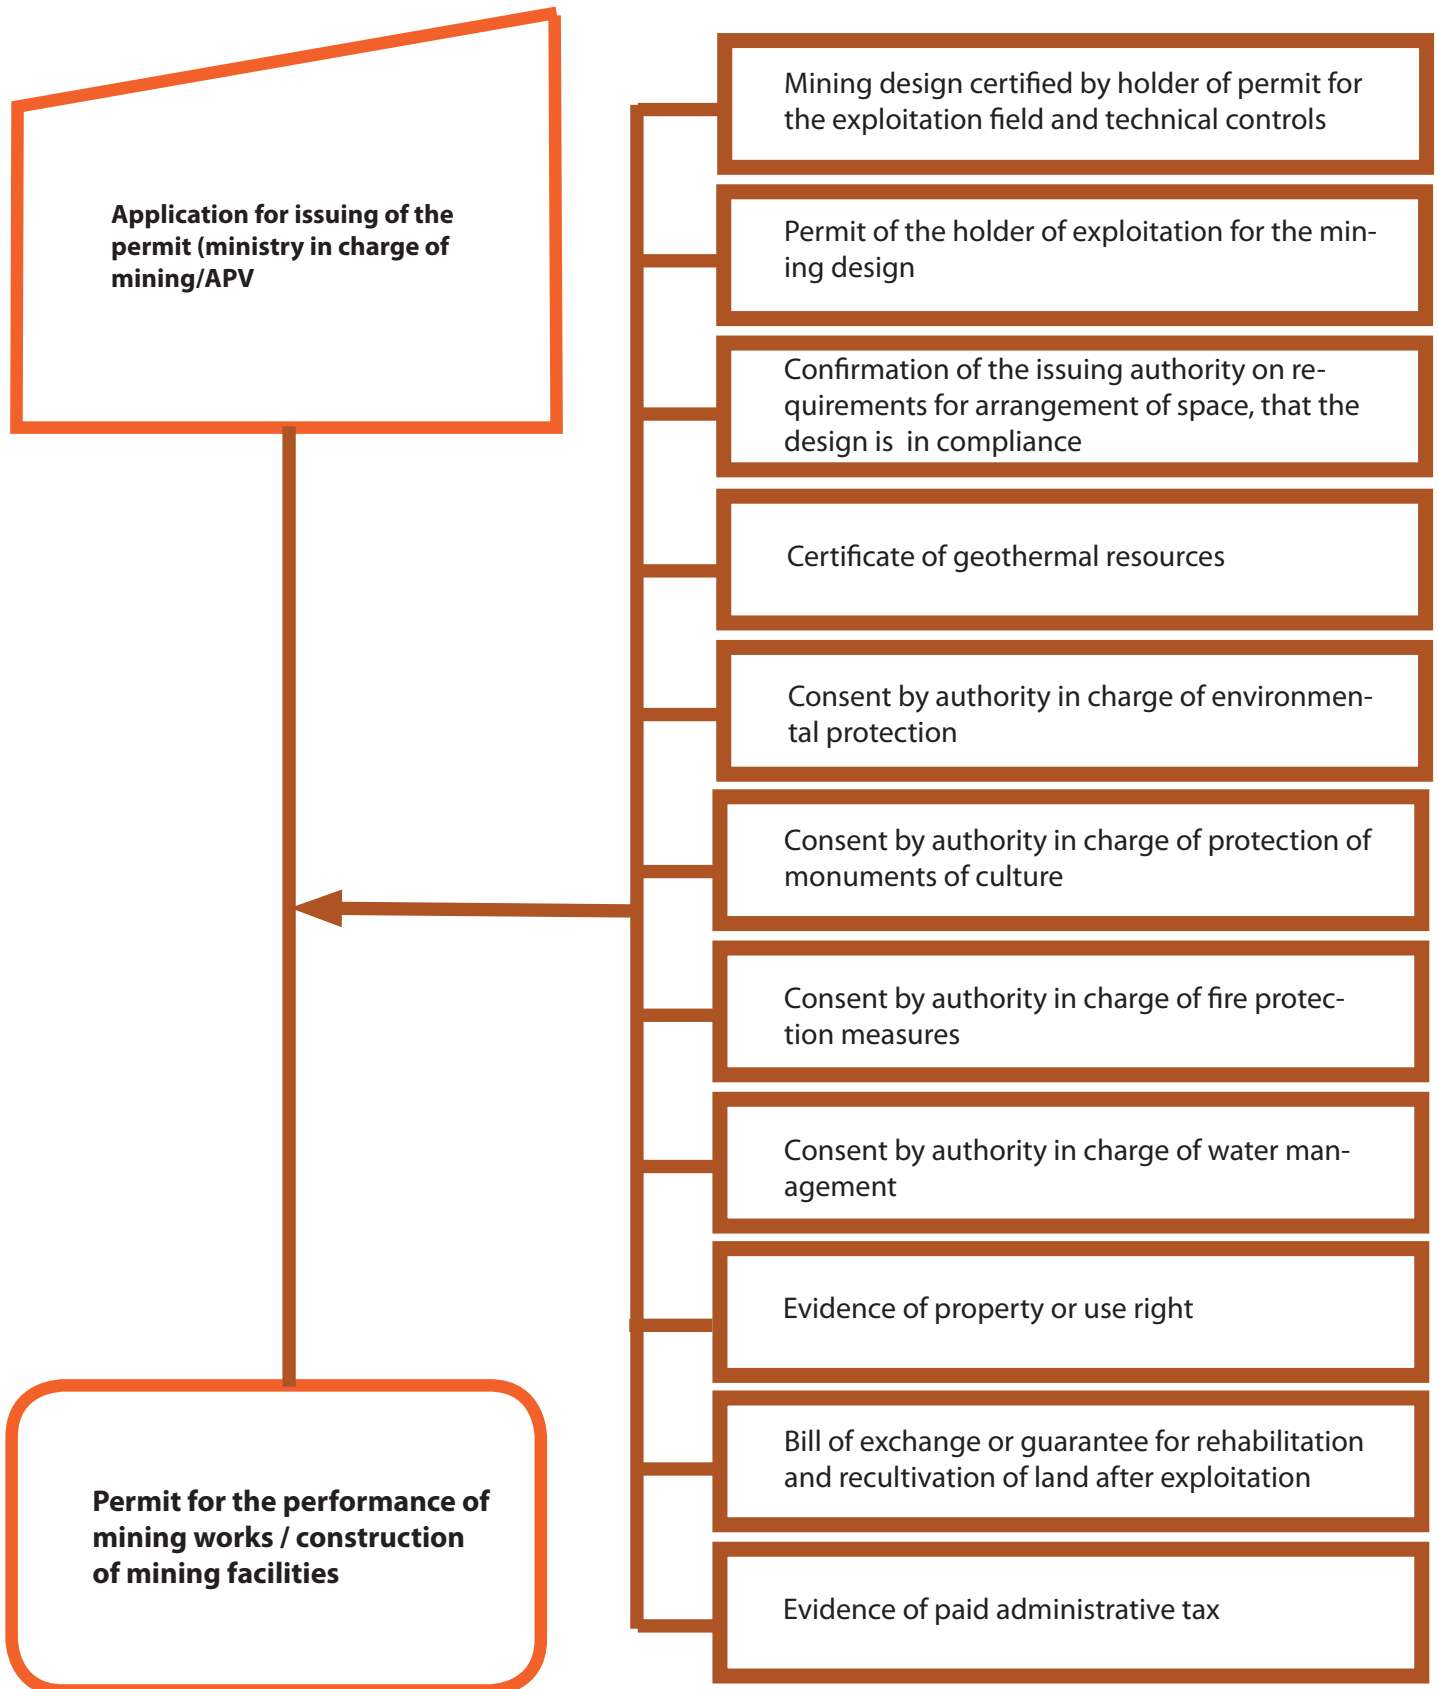 Application for issuing of the
permit (ministry in charge of
mining/APV
Mining design certified by holder of permit for
the exploitation field and technical controls
Permit of the holder of exploitation for the min-
ing design
Confirmation of the issuing authority on re-
quirements for arrangement of space, that the
design is  in compliance
Certificate of geothermal resources
Consent by authority in charge of environmen-
tal protection
Consent by authority in charge of protection of
monuments of culture
Consent by authority in charge of fire protec-
tion measures
Consent by authority in charge of water man-
agement
Evidence of property or use right
Bill of exchange or guarantee for rehabilitation
and recultivation of land after exploitation
Evidence of paid administrative tax
Permit for the performance of
mining works / construction
of mining facilities